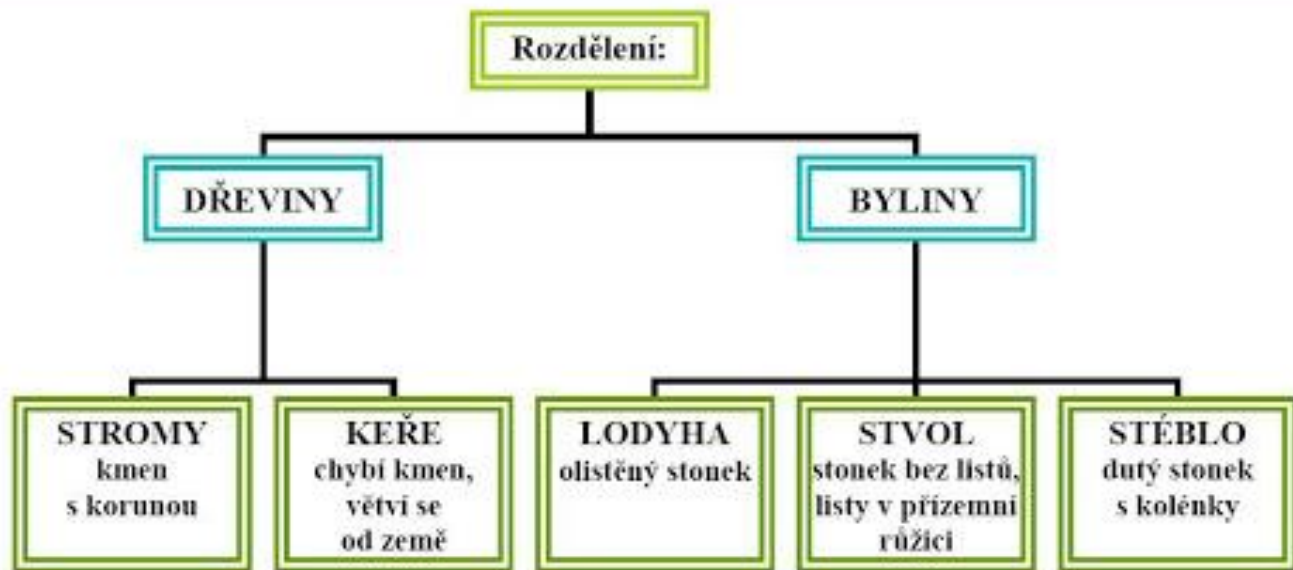 Rozdělení:
DŘEVINY
BYLINY
STROMY
kmen
s korunou
KEŘE
chybí kmen,
větví se
od země
LODYHA
olistěný stonek
STVOL
stonek bez listů,
listy v přízemní
růžici
STÉBLO
dutý stonek
s kolénky